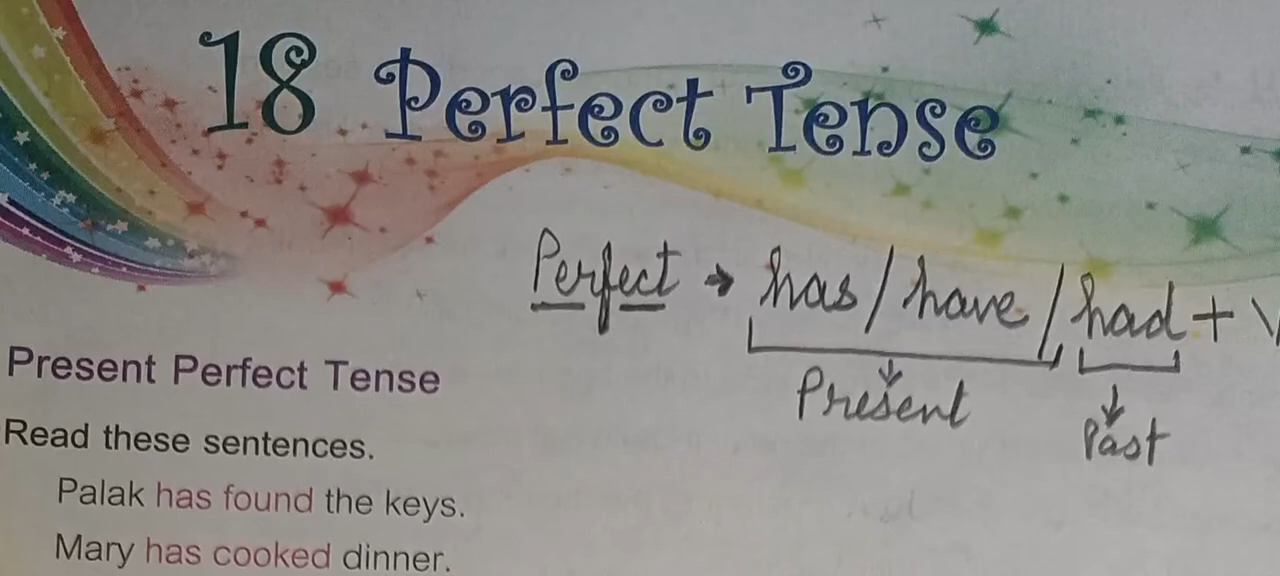 18 Perfect Tense
Perfect → has/have/had +
Present
Past
Present Perfect Tense
Read these sentences.
Palak has found the keys.
Mary has cooked dinner.